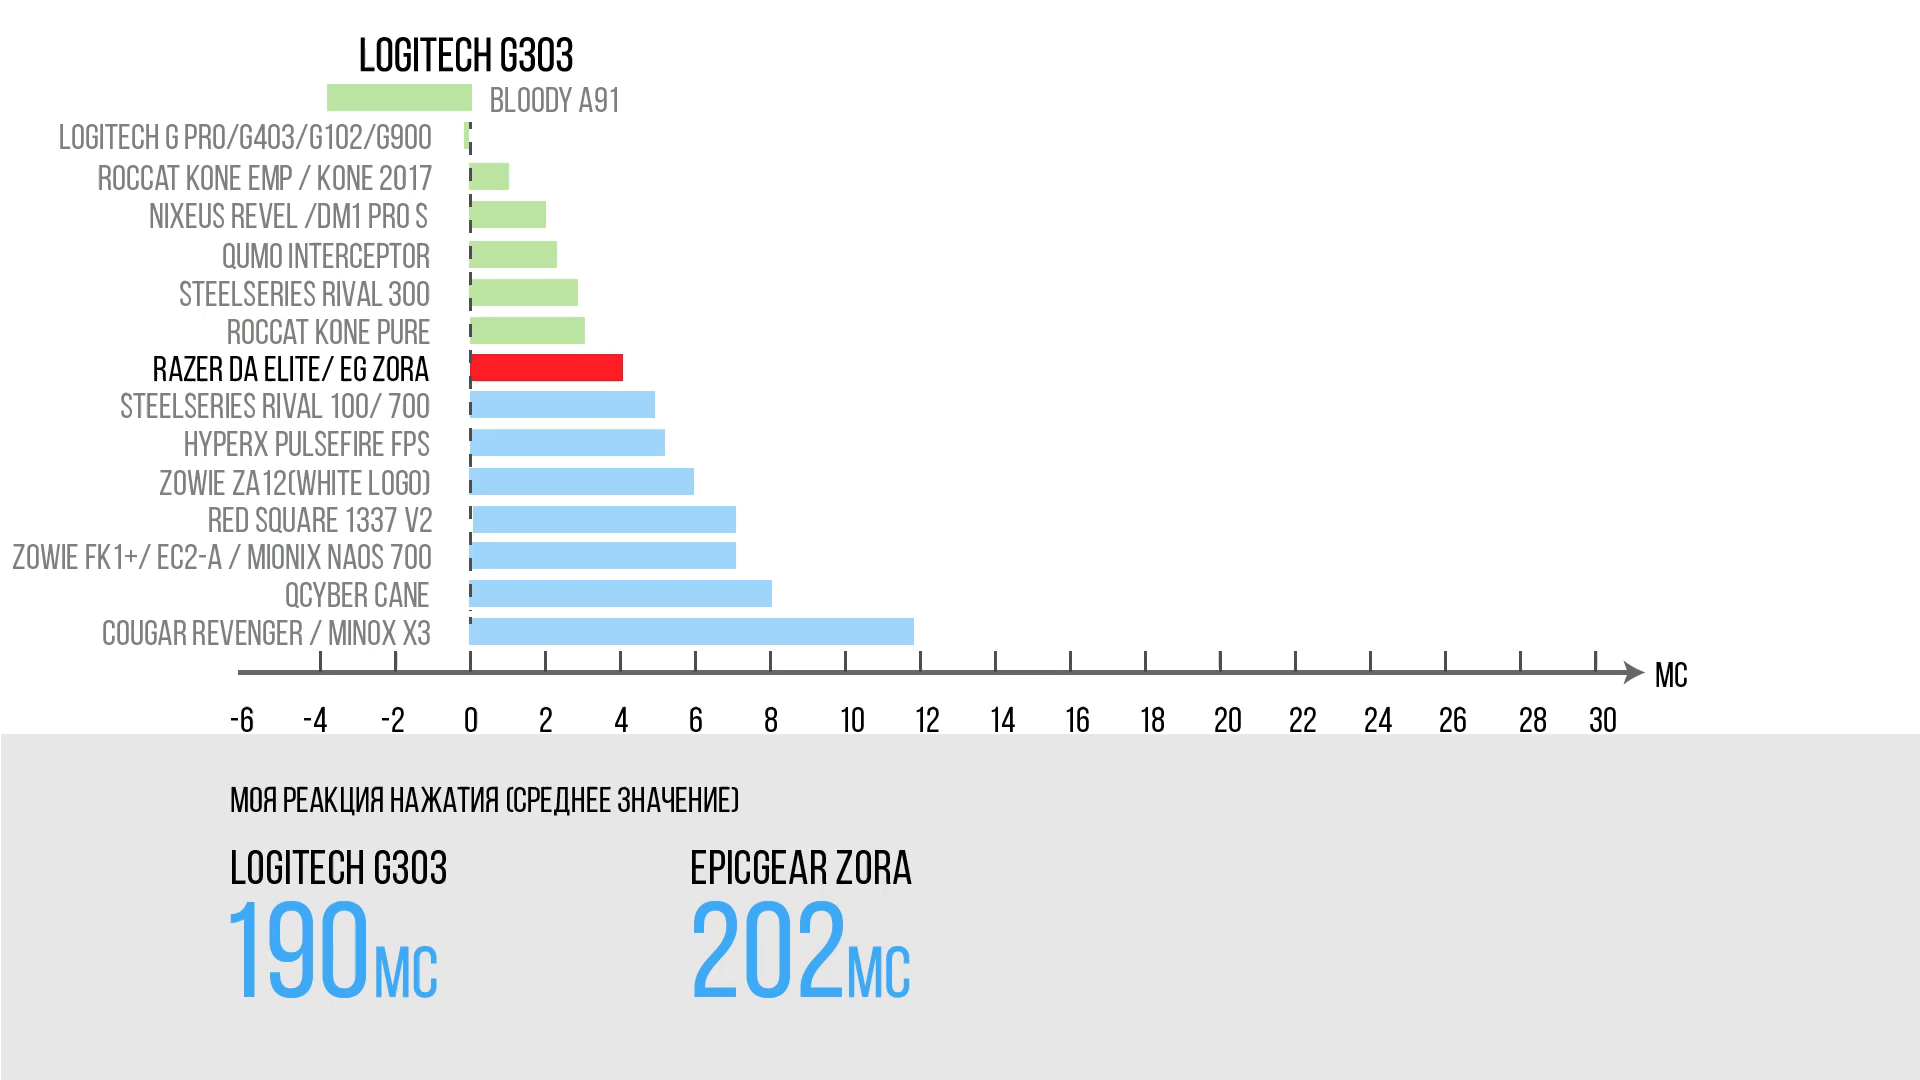 LOGITECH G303
BLOODY A91
LOGITECH G PRO/G403/G102/G900
ROCCAT KONE EMP / KONE 2017
NIXEUS REVEL /DM1 PRO S
QUMO INTERCEPTOR
STEELSERIES RIVAL 300
ROCCAT KONE PURE
RAZER DA ELITE/ EG ZORA
STEELSERIES RIVAL 100/ 700
HYPERX PULSEFIRE FPS
ZOWIE ZA12(WHITE LOGO)
RED SQUARE 1337 V2
ZOWIE FK1+/ EC2-A / MIONIX NAOS 700
QCYBER CANE
COUGAR REVENGER / MINOX X3
МС
-6 -4 -2 0 2 4 6 8 10 12 14 16 18 20 22 24 26 28 30
МОЯ РЕАКЦИЯ НАЖАТИЯ (СРЕДНЕЕ ЗНАЧЕНИЕ)
LOGITECH G303 EPICGEAR ZORA
190МС 202МС